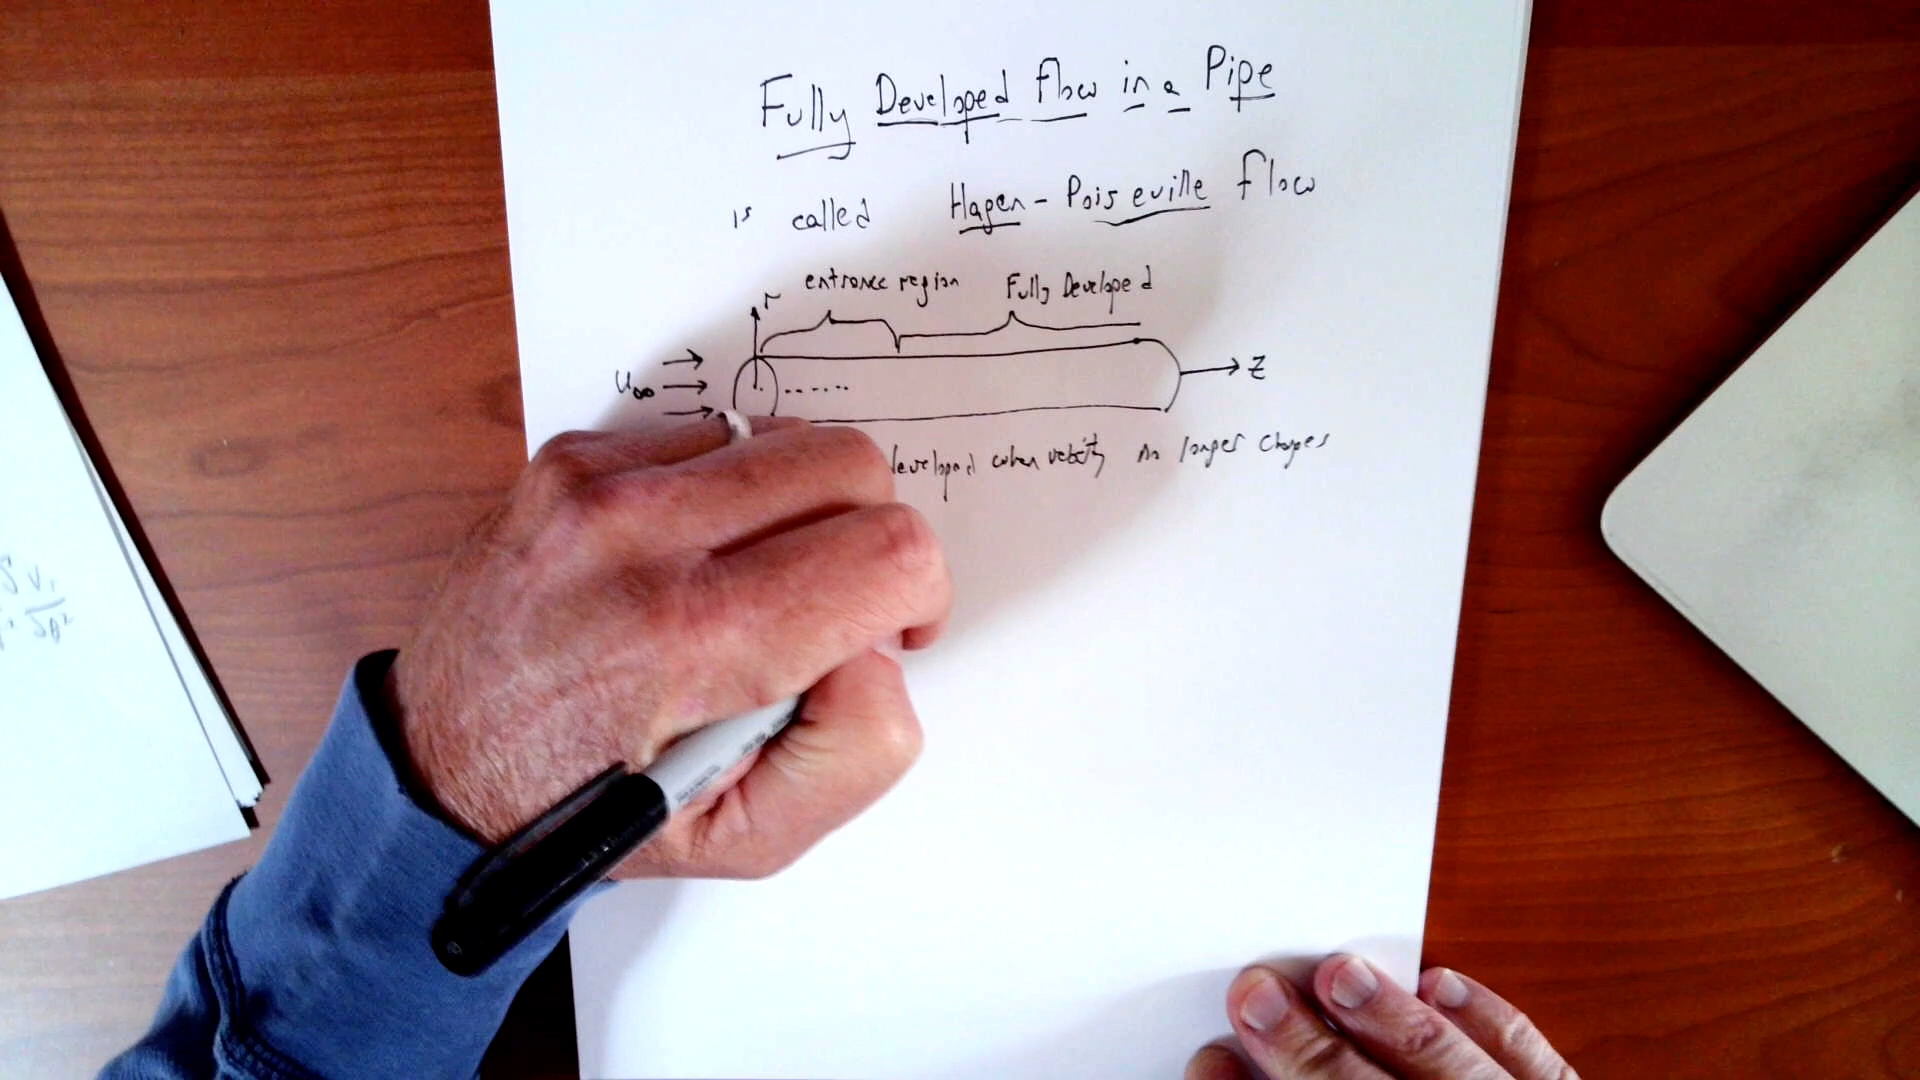 Fully Developed flow in a Pipe
is called Hagen - Poiseville flow
entrance region Fully Developed
r
U∞ z
developed when velocity no longer changes